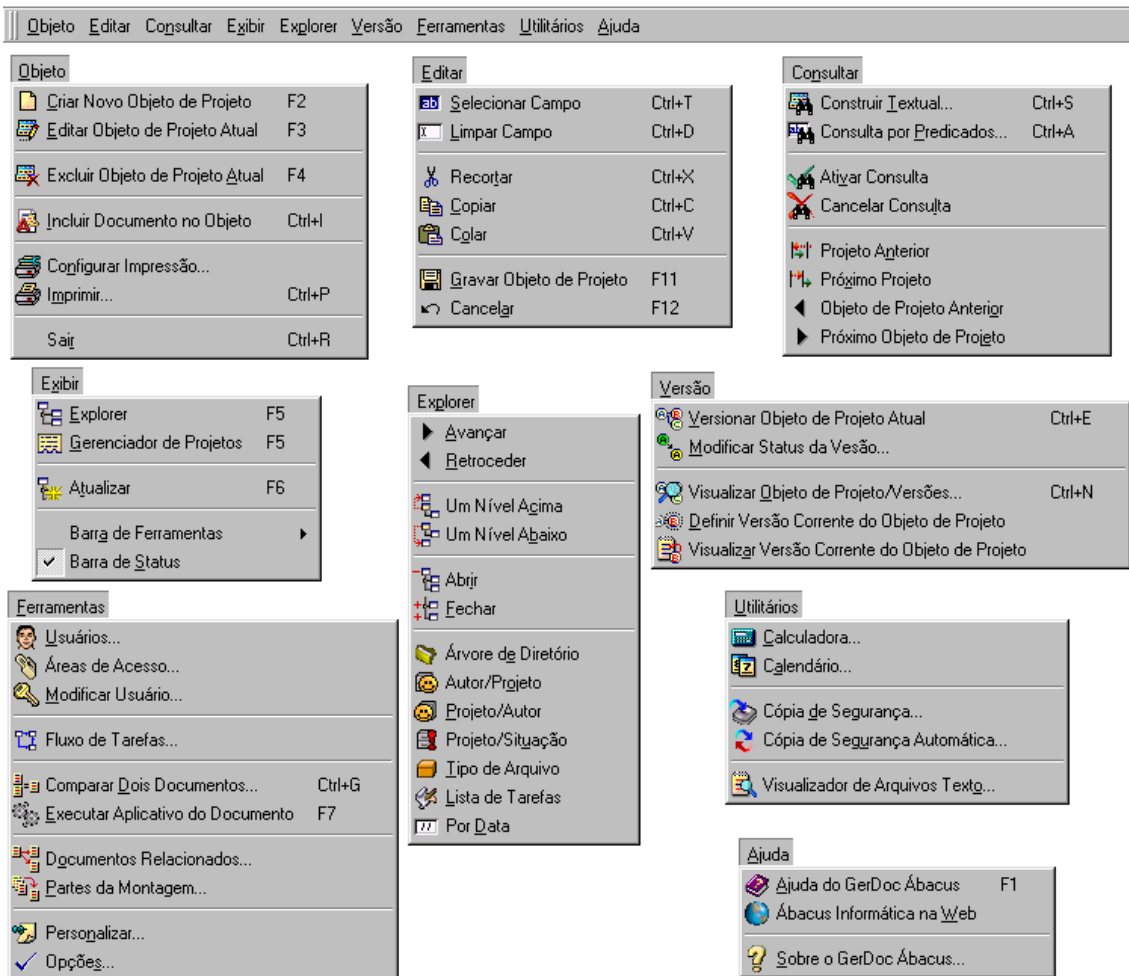 Objeto Editar Consultar Exibir Explorer Versão Ferramentas Utilitários Ajuda
Objeto
Criar Novo Objeto de Projeto F2
Editar Objeto de Projeto Atual F3
Excluir Objeto de Projeto Atual F4
Incluir Documento no Objeto Ctrl+I
Configurar Impressão...
Imprimir... Ctrl+P
Sair Ctrl+R
Editar
Selecionar Campo Ctrl+T
Limpar Campo Ctrl+D
Recortar Ctrl+X
Copiar Ctrl+C
Colar Ctrl+V
Gravar Objeto de Projeto F11
Cancelar F12
Consultar
Construir Textual... Ctrl+S
Consulta por Predicados... Ctrl+A
Ativar Consulta
Cancelar Consulta
Projeto Anterior
Próximo Projeto
Objeto de Projeto Anterior
Próximo Objeto de Projeto
Exibir
Explorer F5
Gerenciador de Projetos F5
Atualizar F6
Barra de Ferramentas
Barra de Status
Explorer
Avançar
Retroceder
Um Nível Acima
Um Nível Abaixo
Abrir
Fechar
Árvore de Diretório
Autor/Projeto
Projeto/Autor
Projeto/Situação
Tipo de Arquivo
Lista de Tarefas
Por Data
Versão
Versionar Objeto de Projeto Atual Ctrl+E
Modificar Status da Vesão...
Visualizar Objeto de Projeto/Versões... Ctrl+N
Definir Versão Corrente do Objeto de Projeto
Visualizar Versão Corrente do Objeto de Projeto
Ferramentas
Usuários...
Áreas de Acesso...
Modificar Usuário...
Fluxo de Tarefas...
Comparar Dois Documentos... Ctrl+G
Executar Aplicativo do Documento F7
Documentos Relacionados...
Partes da Montagem...
Personalizar...
Opções...
Utilitários
Calculadora...
Calendário...
Cópia de Segurança...
Cópia de Segurança Automática...
Visualizador de Arquivos Texto...
Ajuda
Ajuda do GerDoc Ábacus F1
Ábacus Informática na Web
Sobre o GerDoc Ábacus...